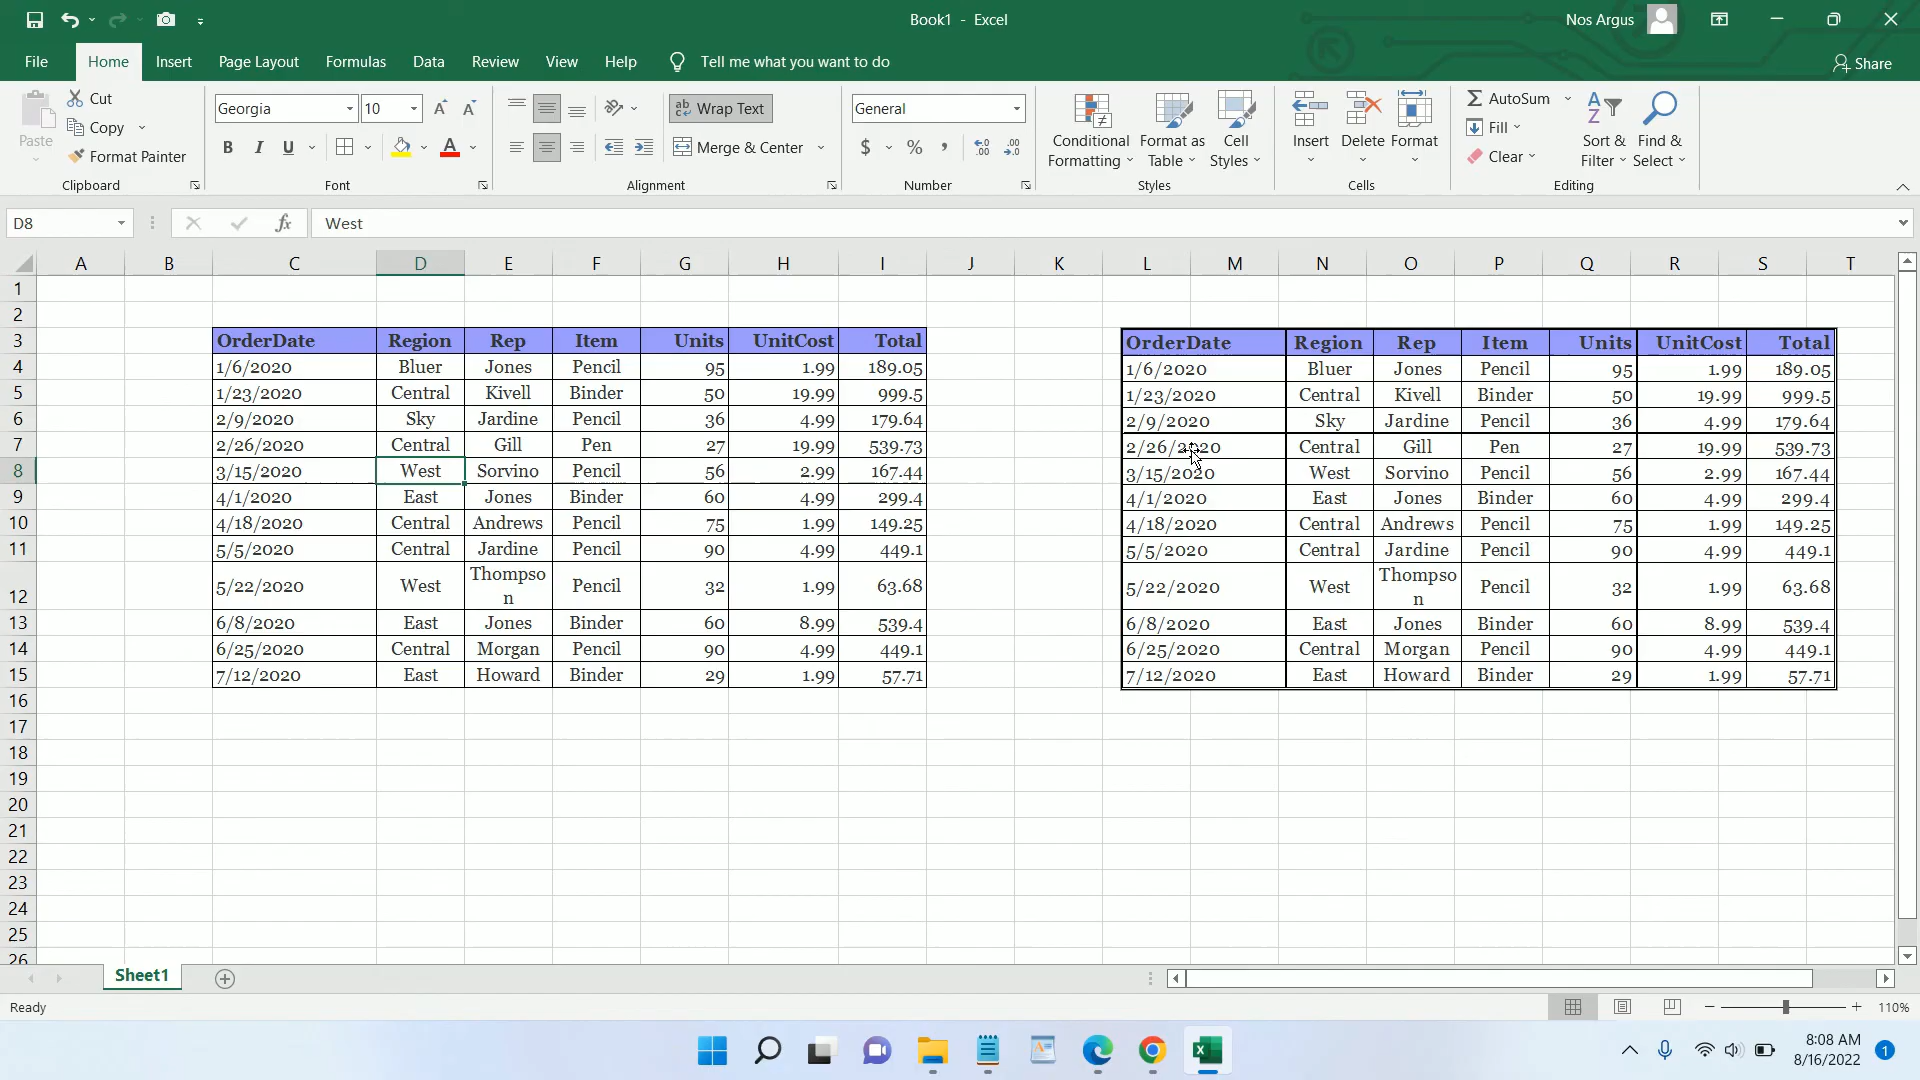 Book1 - Excel
Nos Argus
File Home Insert Page Layout Formulas Data Review View Help Tell me what you want to do Share
Paste
Cut
Copy
Format Painter
Clipboard
Georgia 10
B I U A
Font
ab Wrap Text
Merge & Center
Alignment
General
$ % ,
Number
Conditional Formatting
Format as Table
Cell Styles
Styles
Insert Delete Format
Cells
AutoSum
Fill
Clear
Sort & Filter
Find & Select
Editing
D8 fx West
A B C D E F G H I J K L M N O P Q R S T
1
2
3 OrderDate Region Rep Item Units UnitCost Total OrderDate Region Rep Item Units UnitCost Total
4 1/6/2020 Bluer Jones Pencil 95 1.99 189.05 1/6/2020 Bluer Jones Pencil 95 1.99 189.05
5 1/23/2020 Central Kivell Binder 50 19.99 999.5 1/23/2020 Central Kivell Binder 50 19.99 999.5
6 2/9/2020 Sky Jardine Pencil 36 4.99 179.64 2/9/2020 Sky Jardine Pencil 36 4.99 179.64
7 2/26/2020 Central Gill Pen 27 19.99 539.73 2/26/2020 Central Gill Pen 27 19.99 539.73
8 3/15/2020 West Sorvino Pencil 56 2.99 167.44 3/15/2020 West Sorvino Pencil 56 2.99 167.44
9 4/1/2020 East Jones Binder 60 4.99 299.4 4/1/2020 East Jones Binder 60 4.99 299.4
10 4/18/2020 Central Andrews Pencil 75 1.99 149.25 4/18/2020 Central Andrews Pencil 75 1.99 149.25
11 5/5/2020 Central Jardine Pencil 90 4.99 449.1 5/5/2020 Central Jardine Pencil 90 4.99 449.1
12 5/22/2020 West Thompson Pencil 32 1.99 63.68 5/22/2020 West Thompson Pencil 32 1.99 63.68
13 6/8/2020 East Jones Binder 60 8.99 539.4 6/8/2020 East Jones Binder 60 8.99 539.4
14 6/25/2020 Central Morgan Pencil 90 4.99 449.1 6/25/2020 Central Morgan Pencil 90 4.99 449.1
15 7/12/2020 East Howard Binder 29 1.99 57.71 7/12/2020 East Howard Binder 29 1.99 57.71
16
17
18
19
20
21
22
23
24
25
26
Sheet1
Ready
110%
8:08 AM
8/16/2022
1